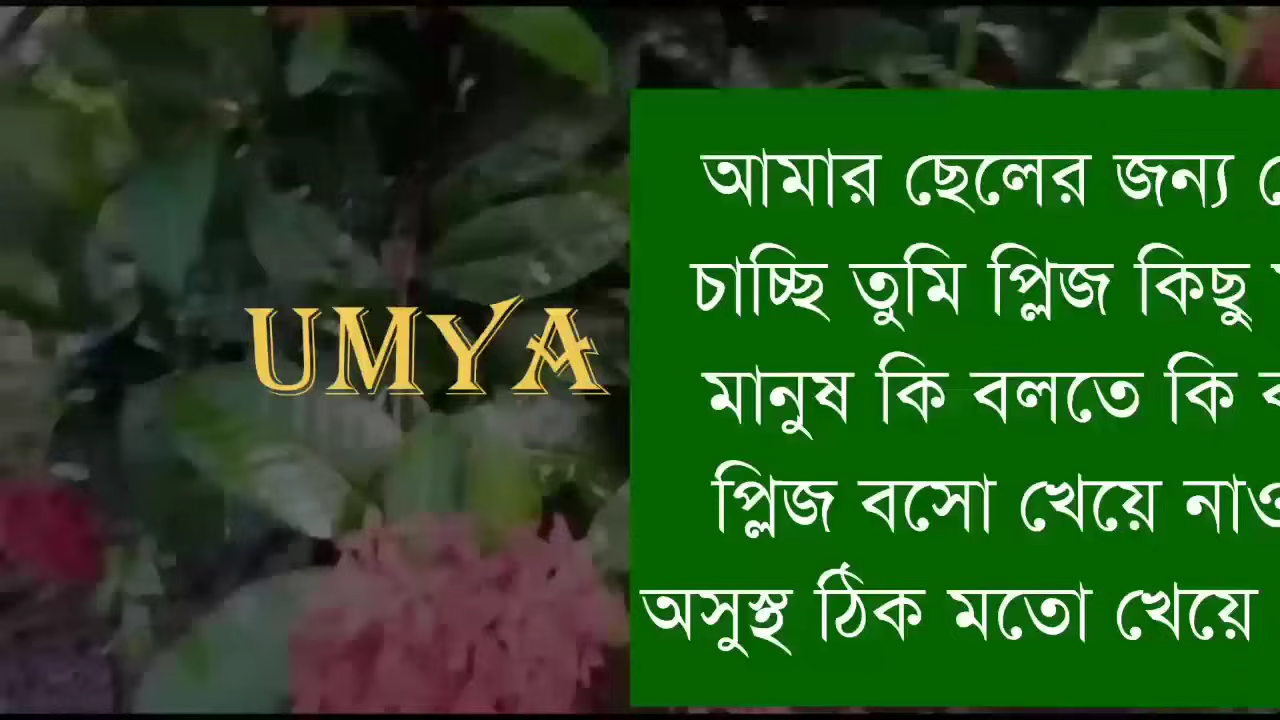 UMYA
আমার ছেলের জন্য
চাচ্ছি তুমি প্লিজ কিছু
মানুষ কি বলতে কি
প্লিজ বসো খেয়ে
অসুস্থ ঠিক মতো খেয়ে